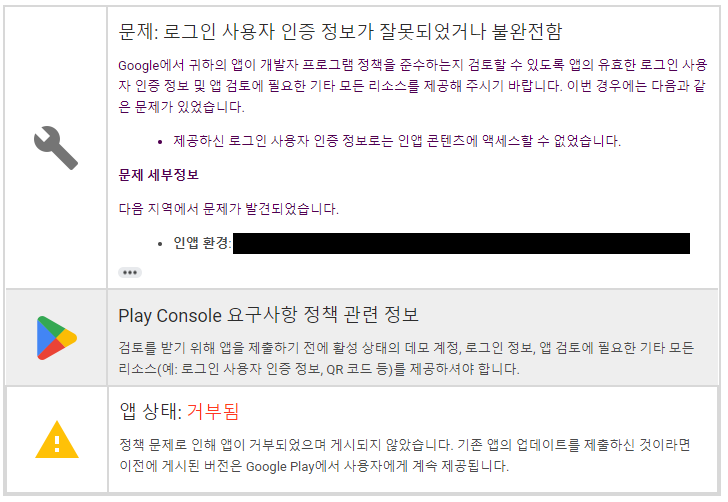 문제: 로그인 사용자 인증 정보가 잘못되었거나 불완전함
Google에서 귀하의 앱이 개발자 프로그램 정책을 준수하는지 검토할 수 있도록 앱의 유효한 로그인 사용
자 인증 정보 및 앱 검토에 필요한 기타 모든 리소스를 제공해 주시기 바랍니다. 이번 경우에는 다음과 같
은 문제가 있었습니다.
• 제공하신 로그인 사용자 인증 정보로는 인앱 콘텐츠에 액세스할 수 없었습니다.
문제 세부정보
다음 지역에서 문제가 발견되었습니다.
• 인앱 환경:
Play Console 요구사항 정책 관련 정보
검토를 받기 위해 앱을 제출하기 전에 활성 상태의 데모 계정, 로그인 정보, 앱 검토에 필요한 기타 모든
리소스(예: 로그인 사용자 인증 정보, QR 코드 등)를 제공하셔야 합니다.
앱 상태: 거부됨
정책 문제로 인해 앱이 거부되었으며 게시되지 않았습니다. 기존 앱의 업데이트를 제출하신 것이라면
이전에 게시된 버전은 Google Play에서 사용자에게 계속 제공됩니다.